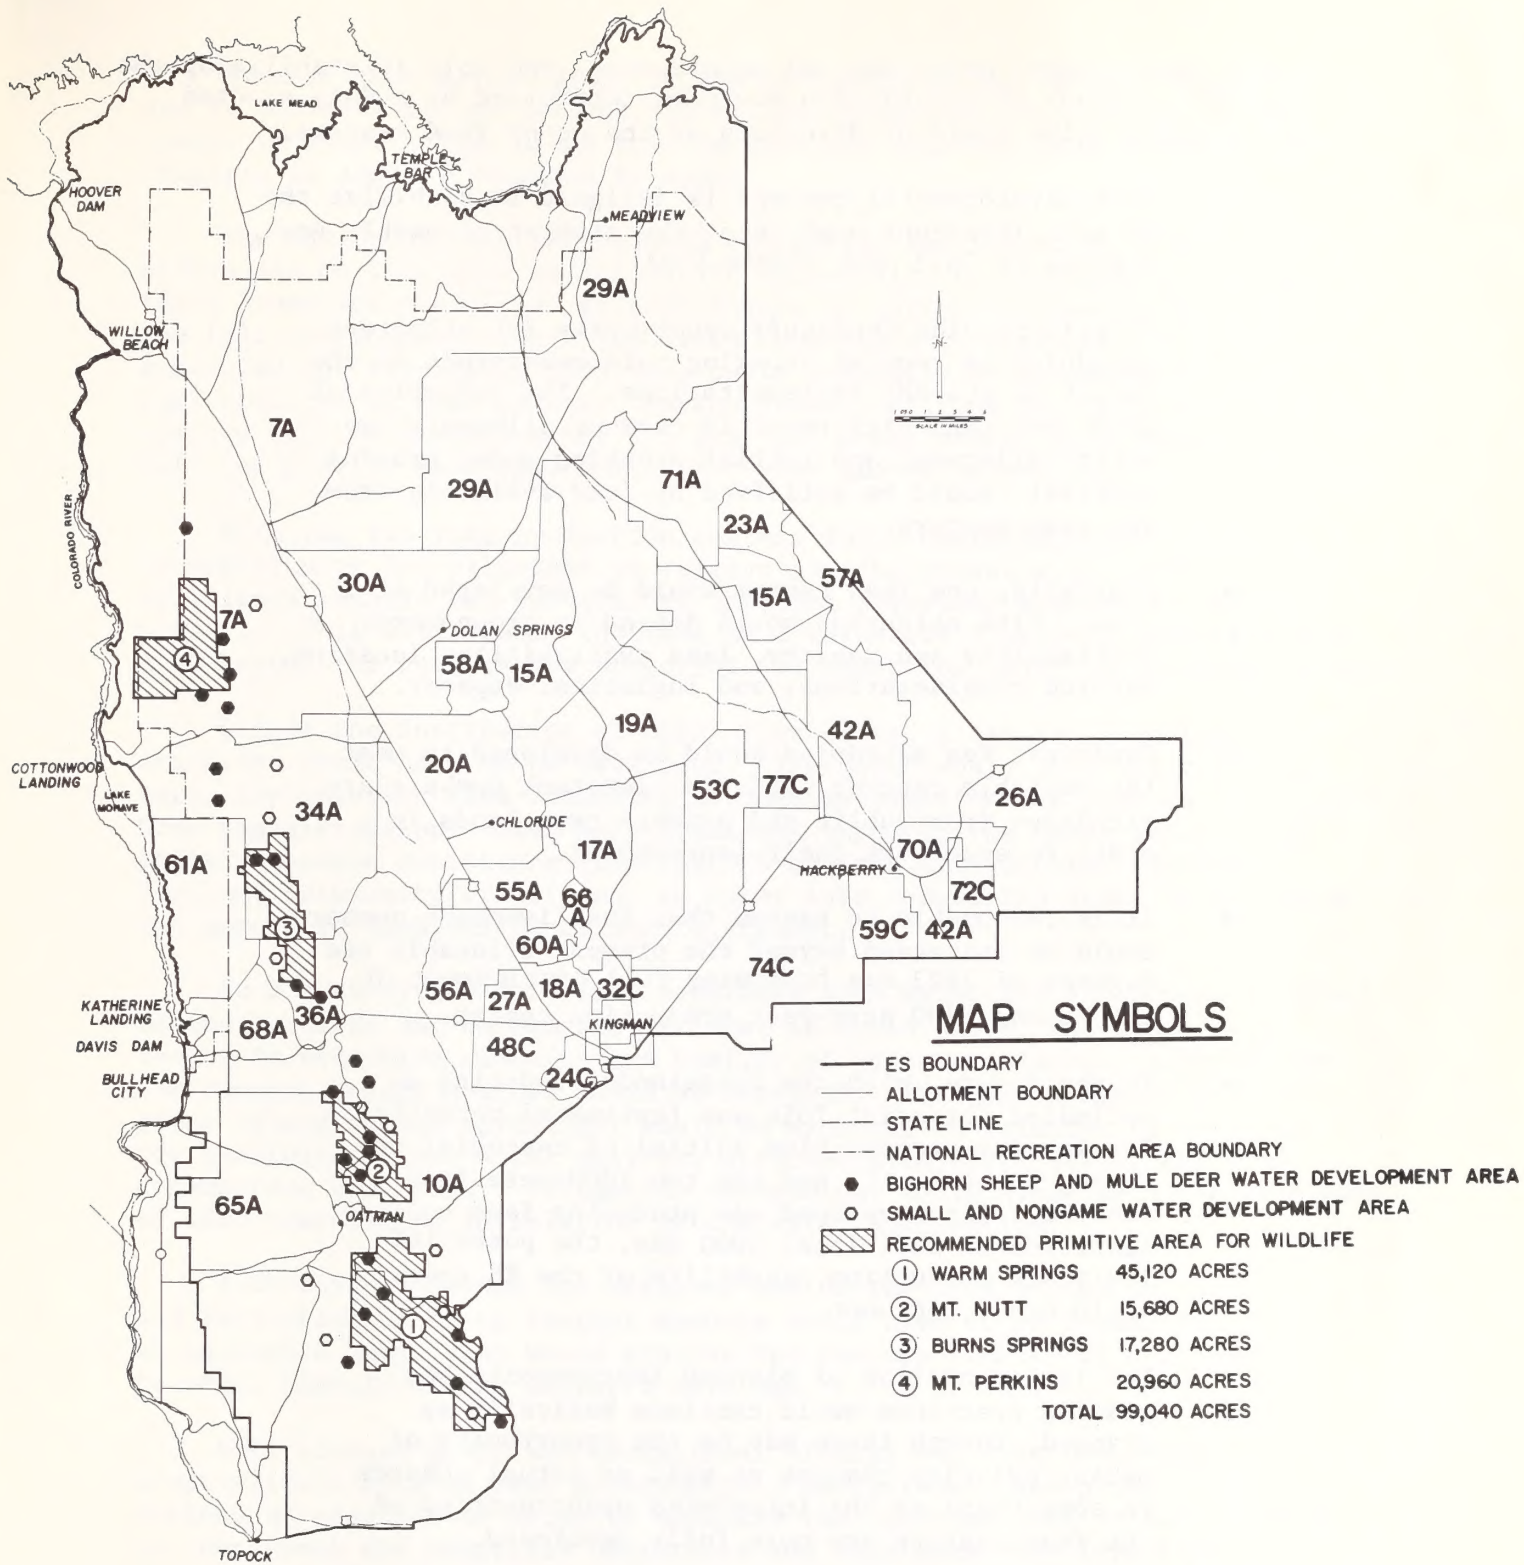 LAKE MEAD
TEMPLE
BAR
HOOVER
DAM
MEADVIEW
29A
WILLOW
BEACH
N
SCALE IN MILES
7A
COLORADO RIVER
29A
71A
23A
57A
30A
15A
7A
DOLAN SPRINGS
4
58A
15A
19A
42A
20A
COTTONWOOD
LANDING
LAKE
MOHAVE
53C
77C
26A
34A
CHLORIDE
17A
61A
70A
HACKBERRY
55A
66
A
72C
3
60A
59C
42A
74C
56A
27A
18A
32C
KATHERINE
LANDING
36A
68A
KINGMAN
DAVIS DAM
48C
BULLHEAD
CITY
24C
2
10A
65A
OATMAN
1
TOPOCK
MAP SYMBOLS
ES BOUNDARY
ALLOTMENT BOUNDARY
STATE LINE
NATIONAL RECREATION AREA BOUNDARY
BIGHORN SHEEP AND MULE DEER WATER DEVELOPMENT AREA
SMALL AND NONGAME WATER DEVELOPMENT AREA
RECOMMENDED PRIMITIVE AREA FOR WILDLIFE
1 WARM SPRINGS 45,120 ACRES
2 MT. NUTT 15,680 ACRES
3 BURNS SPRINGS 17,280 ACRES
4 MT. PERKINS 20,960 ACRES
TOTAL 99,040 ACRES